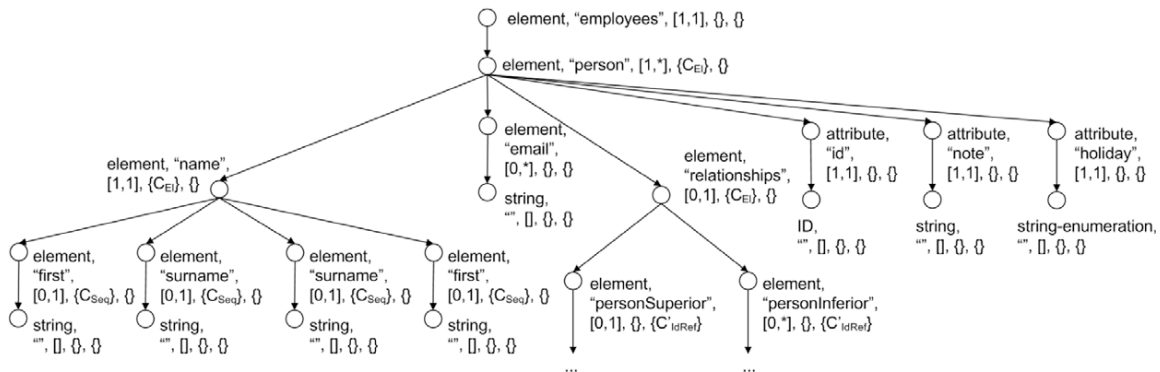 element, “employees”, [1,1], {}, {}
element, “person”, [1,*], {CEl}, {}
element, “name”,
[1,1], {CEl}, {}
element,
“email”,
[0,*], {}, {}
string,
“”, [], {}, {}
element,
“relationships”,
[0,1], {CEl}, {}
attribute,
“id”,
[1,1], {}, {}
ID,
“”, [], {}, {}
attribute,
“note”,
[1,1], {}, {}
string,
“”, [], {}, {}
attribute,
“holiday”,
[1,1], {}, {}
string-enumeration,
“”, [], {}, {}
element,
“first”,
[0,1], {CSeq}, {}
string,
“”, [], {}, {}
element,
“surname”,
[0,1], {CSeq}, {}
string,
“”, [], {}, {}
element,
“surname”,
[0,1], {CSeq}, {}
string,
“”, [], {}, {}
element,
“first”,
[0,1], {CSeq}, {}
string,
“”, [], {}, {}
element,
“personSuperior”,
[0,1], {}, {C’IdRef}
...
element,
“personInferior”,
[0,*], {}, {C’IdRef}
...